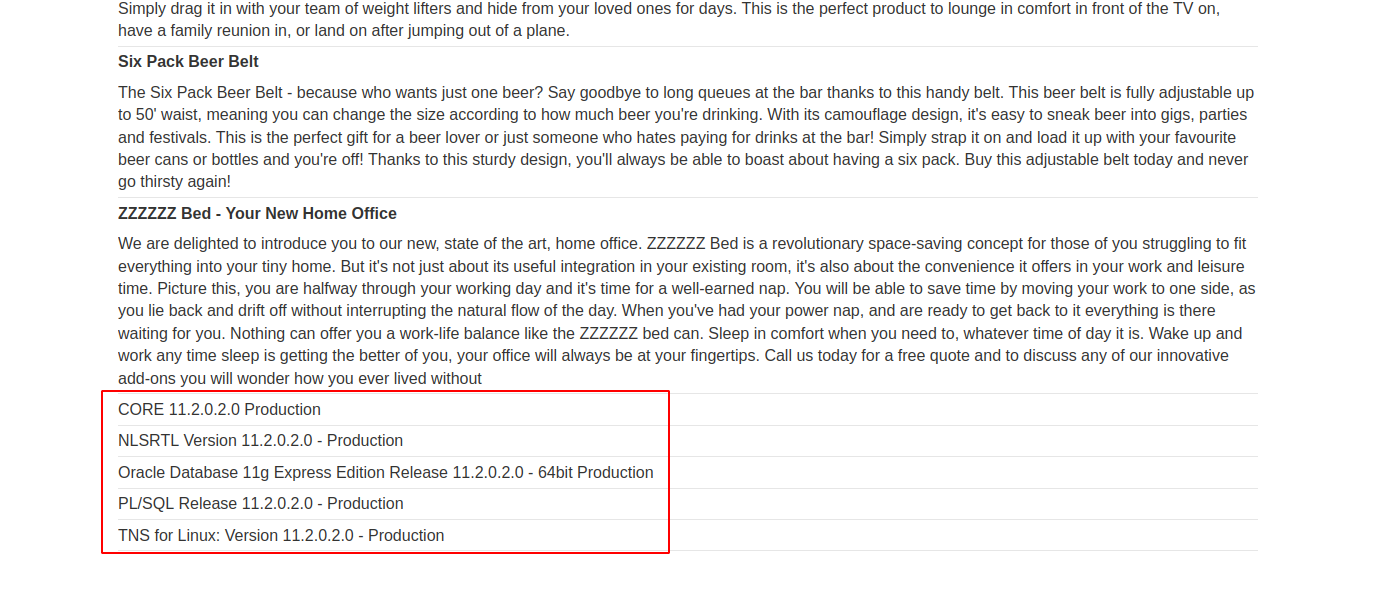 Simply drag it in with your team of weight lifters and hide from your loved ones for days. This is the perfect product to lounge in comfort in front of the TV on,
have a family reunion in, or land on after jumping out of a plane.
Six Pack Beer Belt
The Six Pack Beer Belt - because who wants just one beer? Say goodbye to long queues at the bar thanks to this handy belt. This beer belt is fully adjustable up
to 50' waist, meaning you can change the size according to how much beer you're drinking. With its camouflage design, it's easy to sneak beer into gigs, parties
and festivals. This is the perfect gift for a beer lover or just someone who hates paying for drinks at the bar! Simply strap it on and load it up with your favourite
beer cans or bottles and you're off! Thanks to this sturdy design, you'll always be able to boast about having a six pack. Buy this adjustable belt today and never
go thirsty again!
ZZZZZZ Bed - Your New Home Office
We are delighted to introduce you to our new, state of the art, home office. ZZZZZZ Bed is a revolutionary space-saving concept for those of you struggling to fit
everything into your tiny home. But it's not just about its useful integration in your existing room, it's also about the convenience it offers in your work and leisure
time. Picture this, you are halfway through your working day and it's time for a well-earned nap. You will be able to save time by moving your work to one side, as
you lie back and drift off without interrupting the natural flow of the day. When you've had your power nap, and are ready to get back to it everything is there
waiting for you. Nothing can offer you a work-life balance like the ZZZZZZ bed can. Sleep in comfort when you need to, whatever time of day it is. Wake up and
work any time sleep is getting the better of you, your office will always be at your fingertips. Call us today for a free quote and to discuss any of our innovative
add-ons you will wonder how you ever lived without
CORE 11.2.0.2.0 Production
NLSRTL Version 11.2.0.2.0 - Production
Oracle Database 11g Express Edition Release 11.2.0.2.0 - 64bit Production
PL/SQL Release 11.2.0.2.0 - Production
TNS for Linux: Version 11.2.0.2.0 - Production